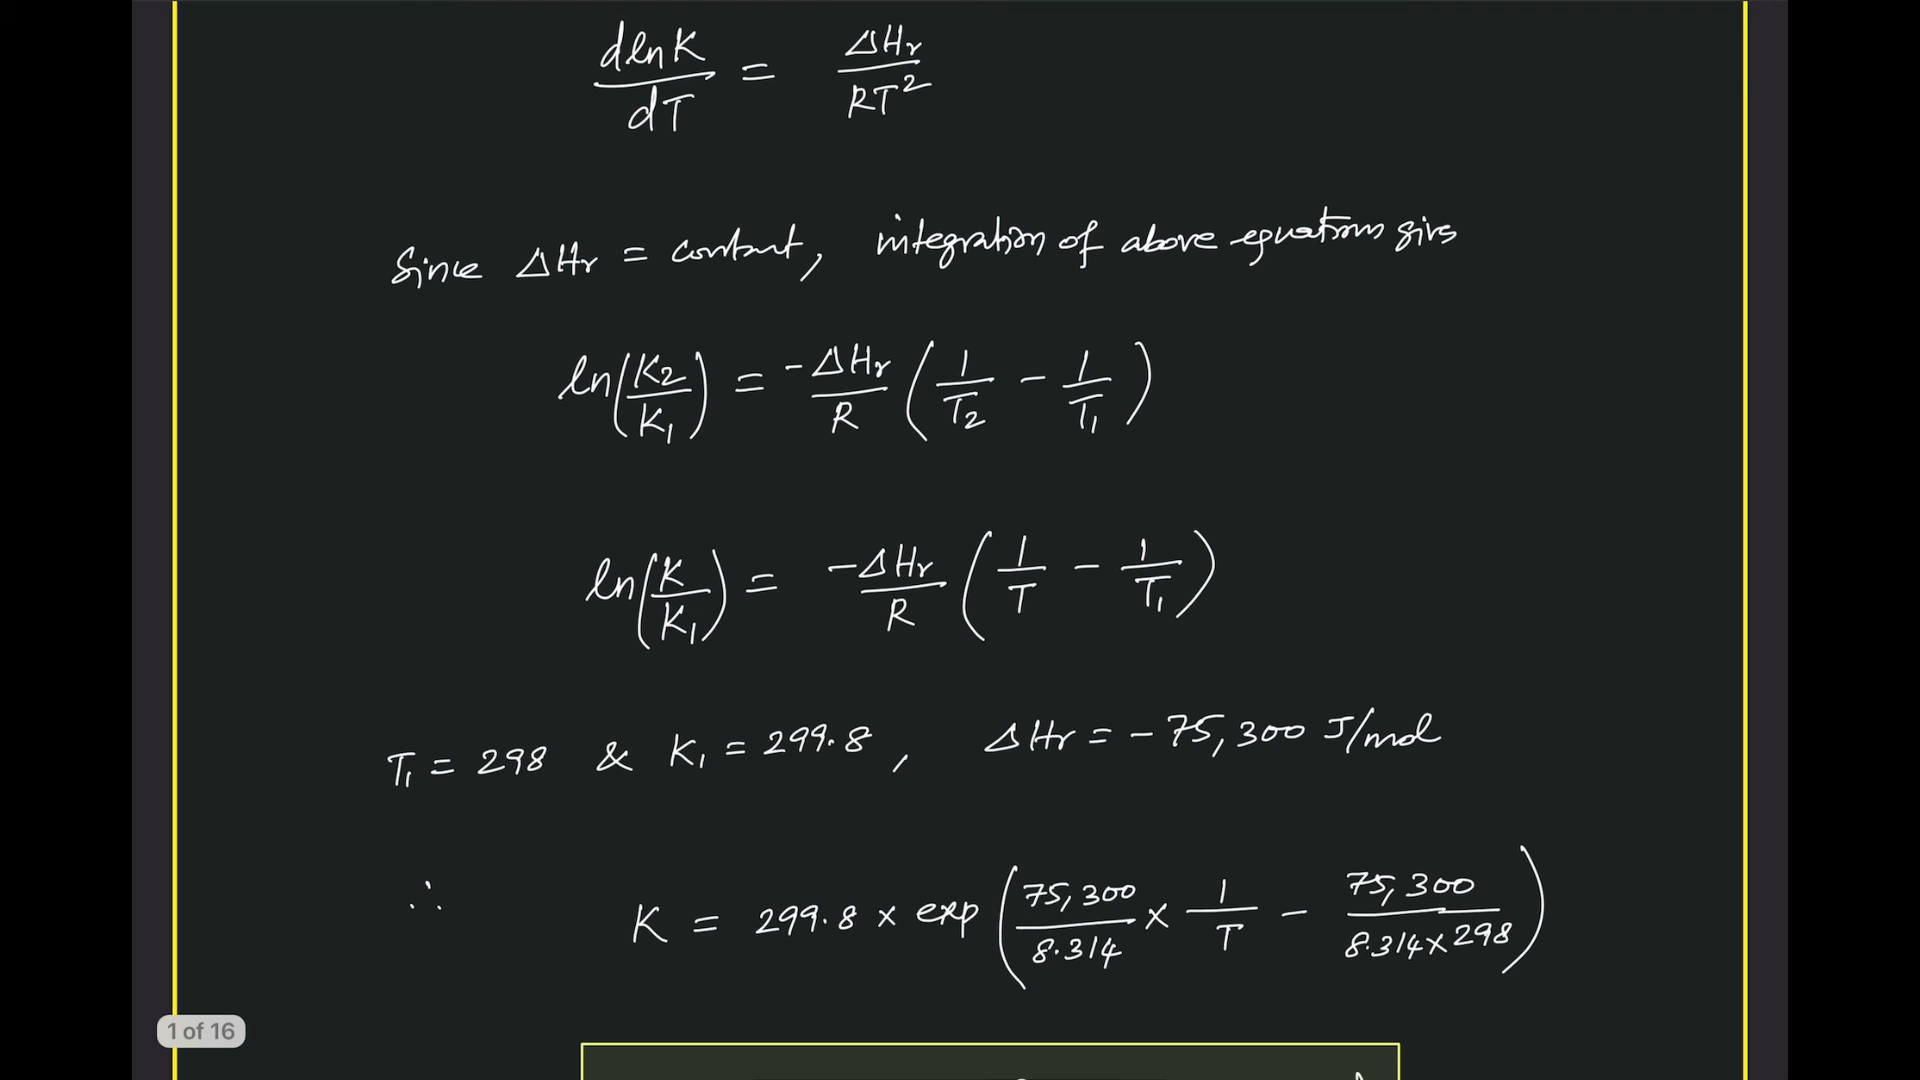 dlnK/dT = ΔHr/RT²
Since ΔHr = constant, integration of above equations gives
ln(K2/K1) = -ΔHr/R (1/T2 - 1/T1)
ln(K/K1) = -ΔHr/R (1/T - 1/T1)
T1 = 298 & K1 = 299.8, ΔHr = -75,300 J/mol
∴ K = 299.8 × exp(75,300/8.314 × 1/T - 75,300/8.314×298)
1 of 16